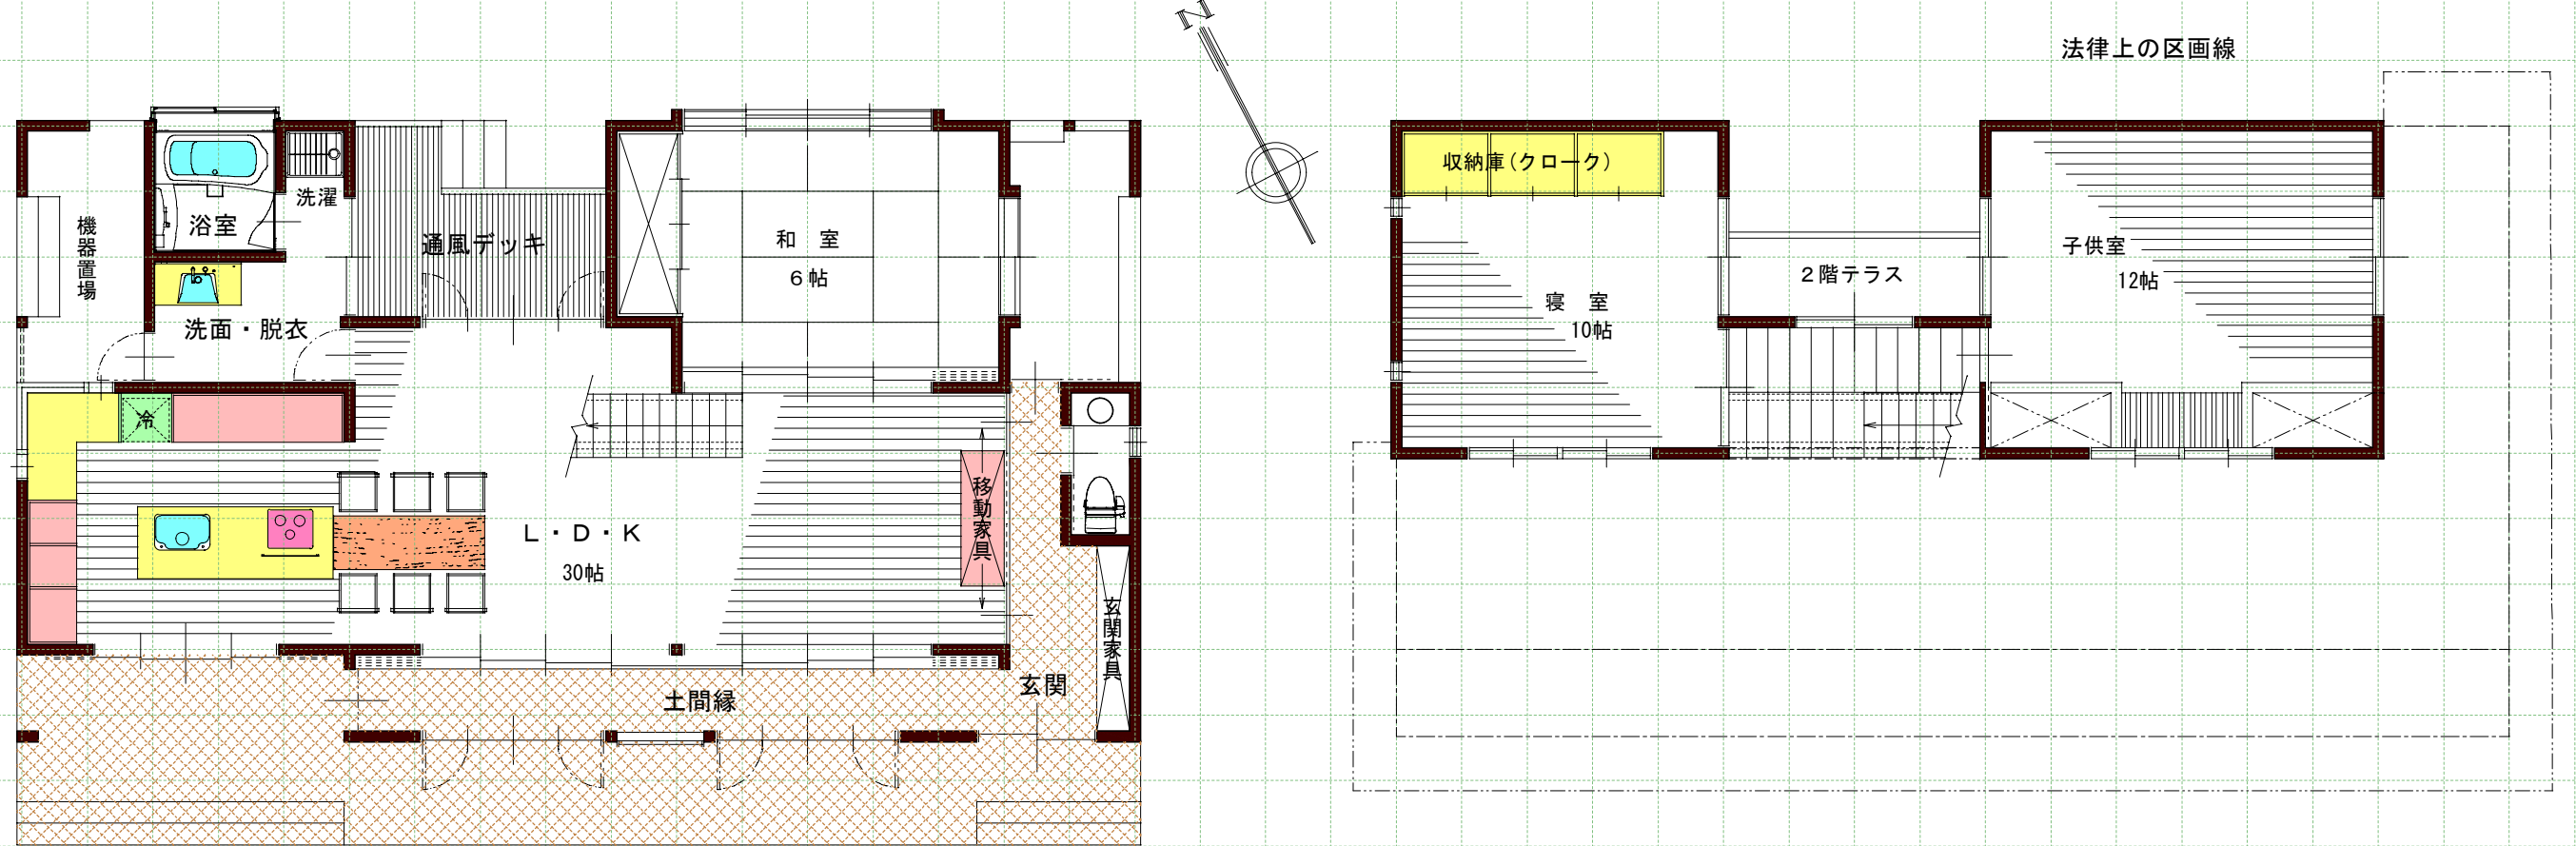 N
法律上の区画線
収納庫(クローク)
洗濯
浴室
機器置場
通風デッキ
和 室
6帖
洗面・脱衣
子供室
12帖
2階テラス
寝 室
10帖
冷
移動家具
L・D・K
30帖
玄関家具
玄関
土間縁